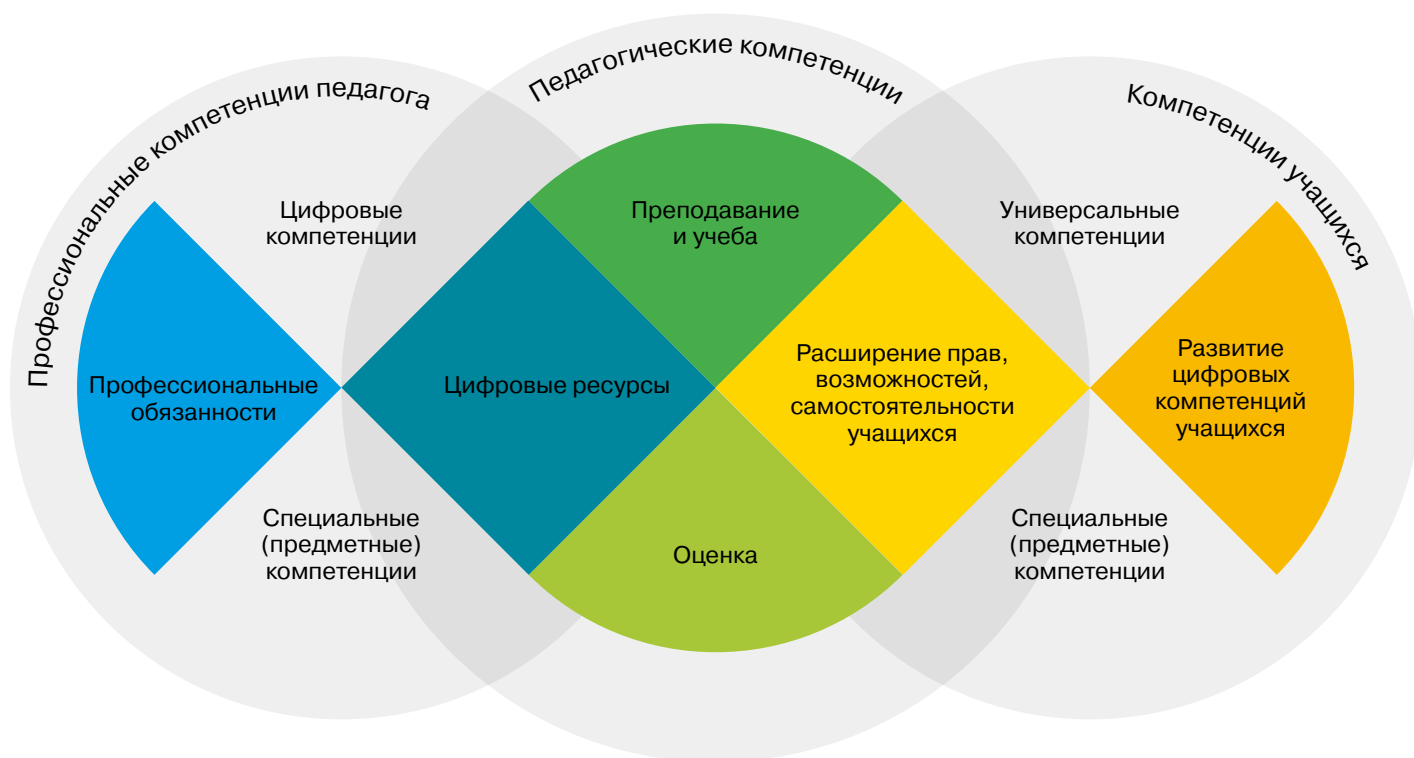 Профессиональные компетенции педагога
Педагогические компетенции
Компетенции учащихся
Цифровые
компетенции
Преподавание
и учеба
Универсальные
компетенции
Профессиональные
обязанности
Цифровые ресурсы
Расширение прав,
возможностей,
самостоятельности
учащихся
Развитие
цифровых
компетенций
учащихся
Специальные
(предметные)
компетенции
Оценка
Специальные
(предметные)
компетенции